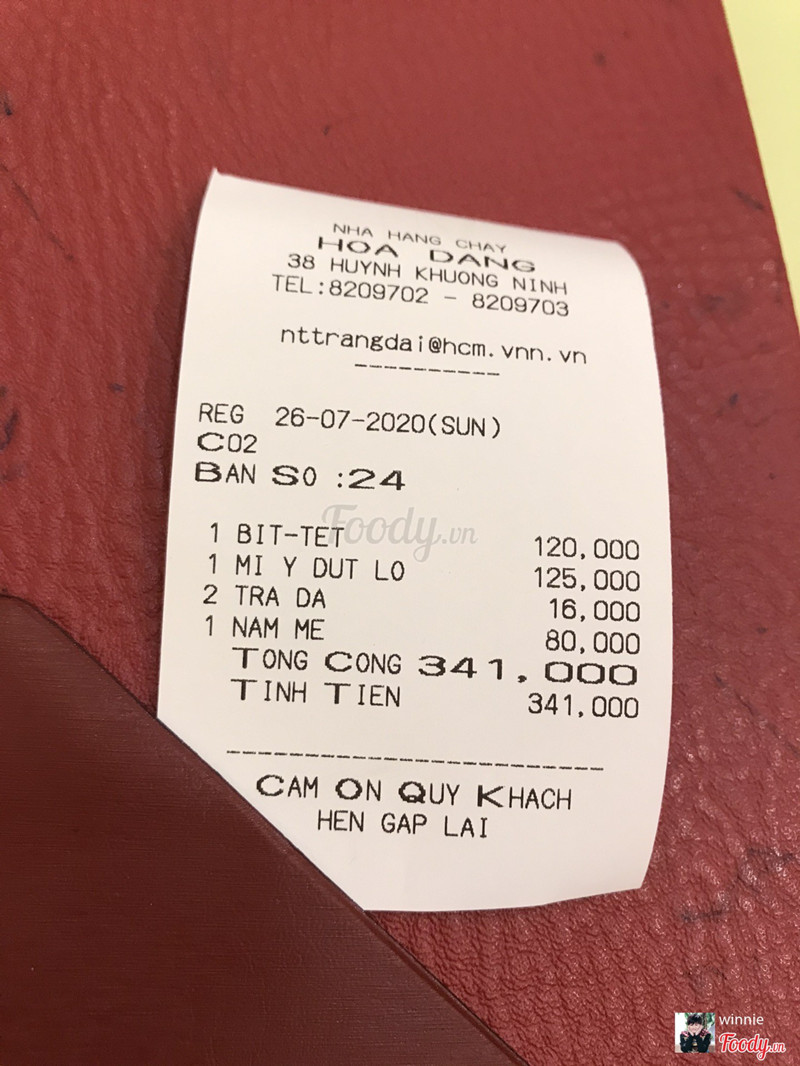 NHA HANG CHAY
HOA DANG
38 HUYNH KHUONG NINH
TEL:8209702 - 8209703
nttrangdai@hcm.vnn.vn
----------
REG 26-07-2020(SUN)
C02
BAN SO :24
Foody.vn
1 BIT-TET 120,000
1 MI Y DUT LO 125,000
2 TRA DA 16,000
1 NAM ME 80,000
TONG CONG 341,000
TINH TIEN 341,000
------------------------------
CAM ON QUY KHACH
HEN GAP LAI
winnie
Foody.vn